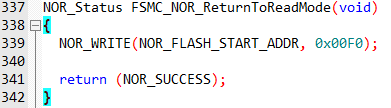 337 NOR_Status FSMC_NOR_ReturnToReadMode(void)
338 {
339 NOR_WRITE(NOR_FLASH_START_ADDR, 0x00F0);
340
341 return (NOR_SUCCESS);
342 }